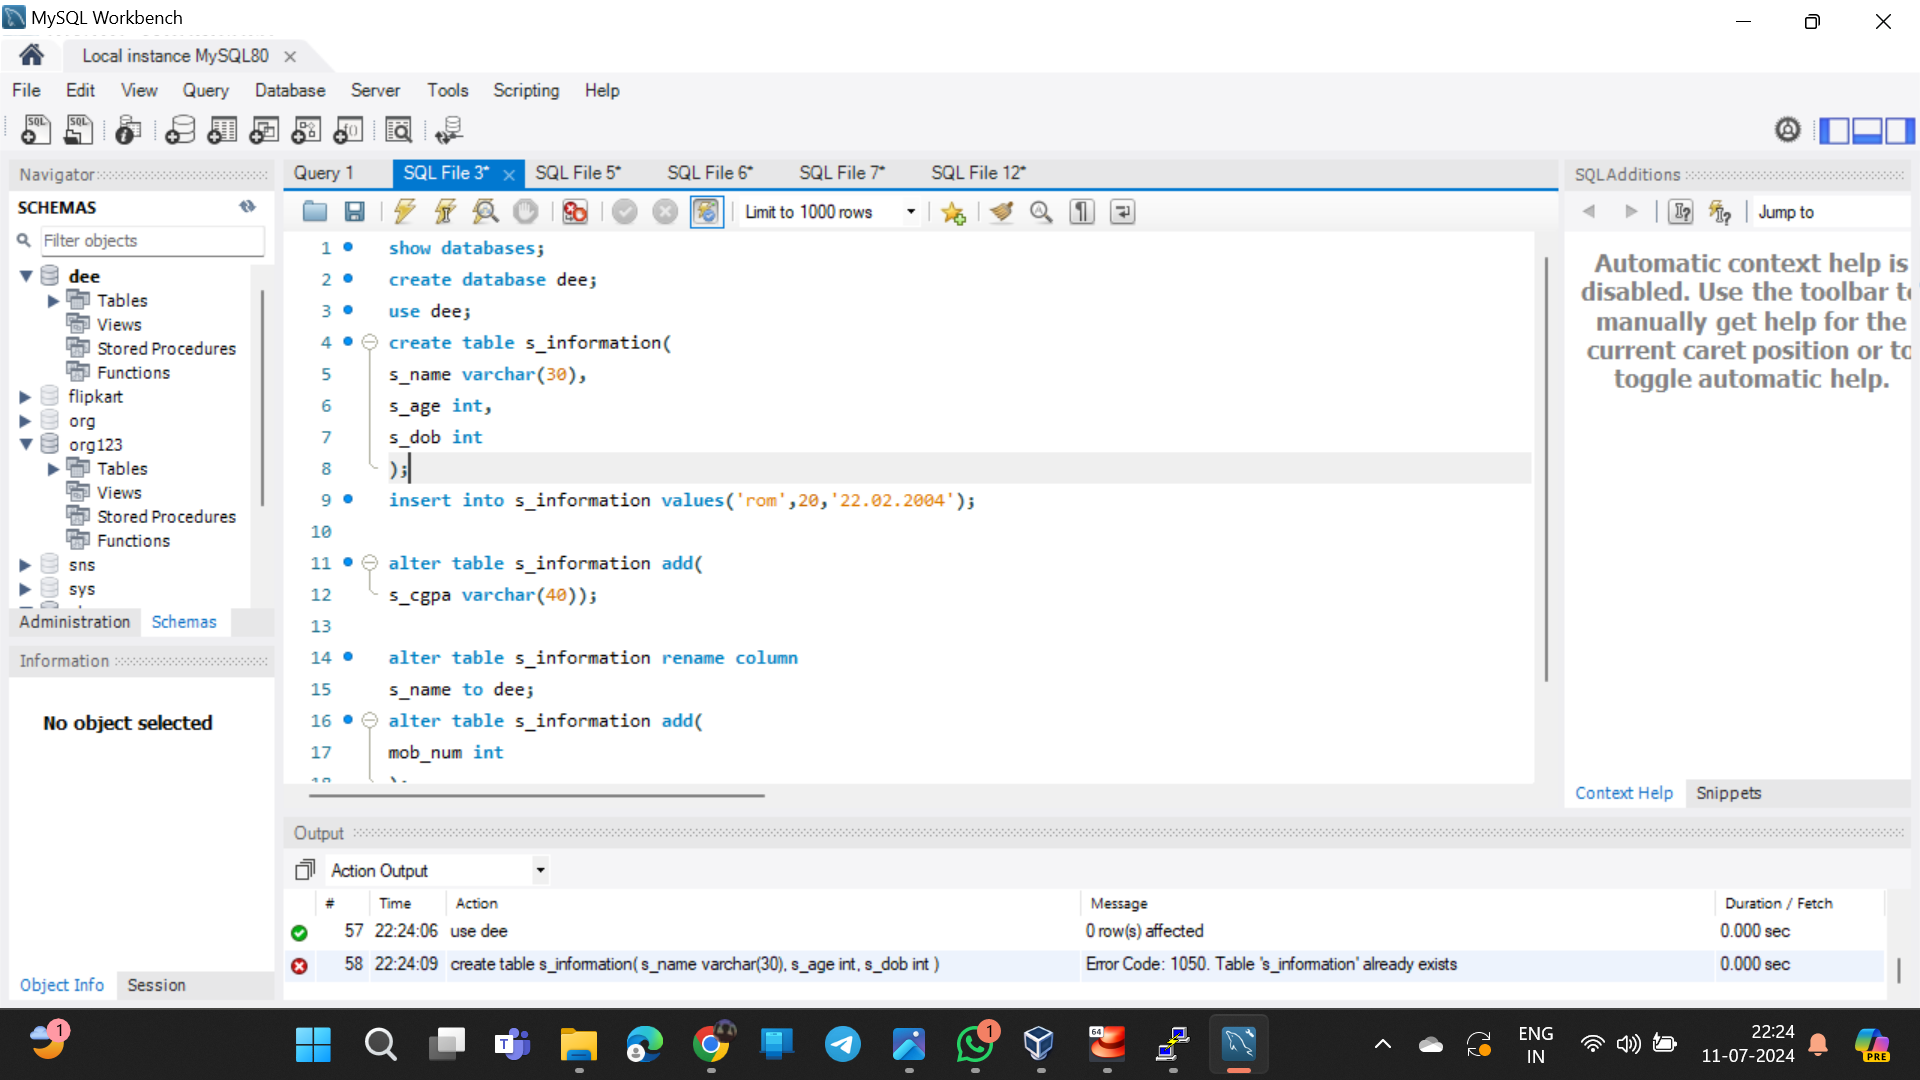 MySQL Workbench
Local instance MySQL80
File Edit View Query Database Server Tools Scripting Help
Navigator
SCHEMAS
Filter objects
dee
Tables
Views
Stored Procedures
Functions
flipkart
org
org123
Tables
Views
Stored Procedures
Functions
sns
sys
Administration Schemas
Information
No object selected
Object Info Session
Query 1 SQL File 3* SQL File 5* SQL File 6* SQL File 7* SQL File 12*
Limit to 1000 rows
1 show databases;
2 create database dee;
3 use dee;
4 create table s_information(
5 s_name varchar(30),
6 s_age int,
7 s_dob int
8 );
9 insert into s_information values('rom',20,'22.02.2004');
10
11 alter table s_information add(
12 s_cgpa varchar(40));
13
14 alter table s_information rename column
15 s_name to dee;
16 alter table s_information add(
17 mob_num int
SQLAdditions
Jump to
Automatic context help is
disabled. Use the toolbar to
manually get help for the
current caret position or to
toggle automatic help.
Context Help Snippets
Output
Action Output
# Time Action Message Duration / Fetch
57 22:24:06 use dee 0 row(s) affected 0.000 sec
58 22:24:09 create table s_information( s_name varchar(30), s_age int, s_dob int ) Error Code: 1050. Table 's_information' already exists 0.000 sec
1
1
64
ENG
IN
22:24
11-07-2024
PRE